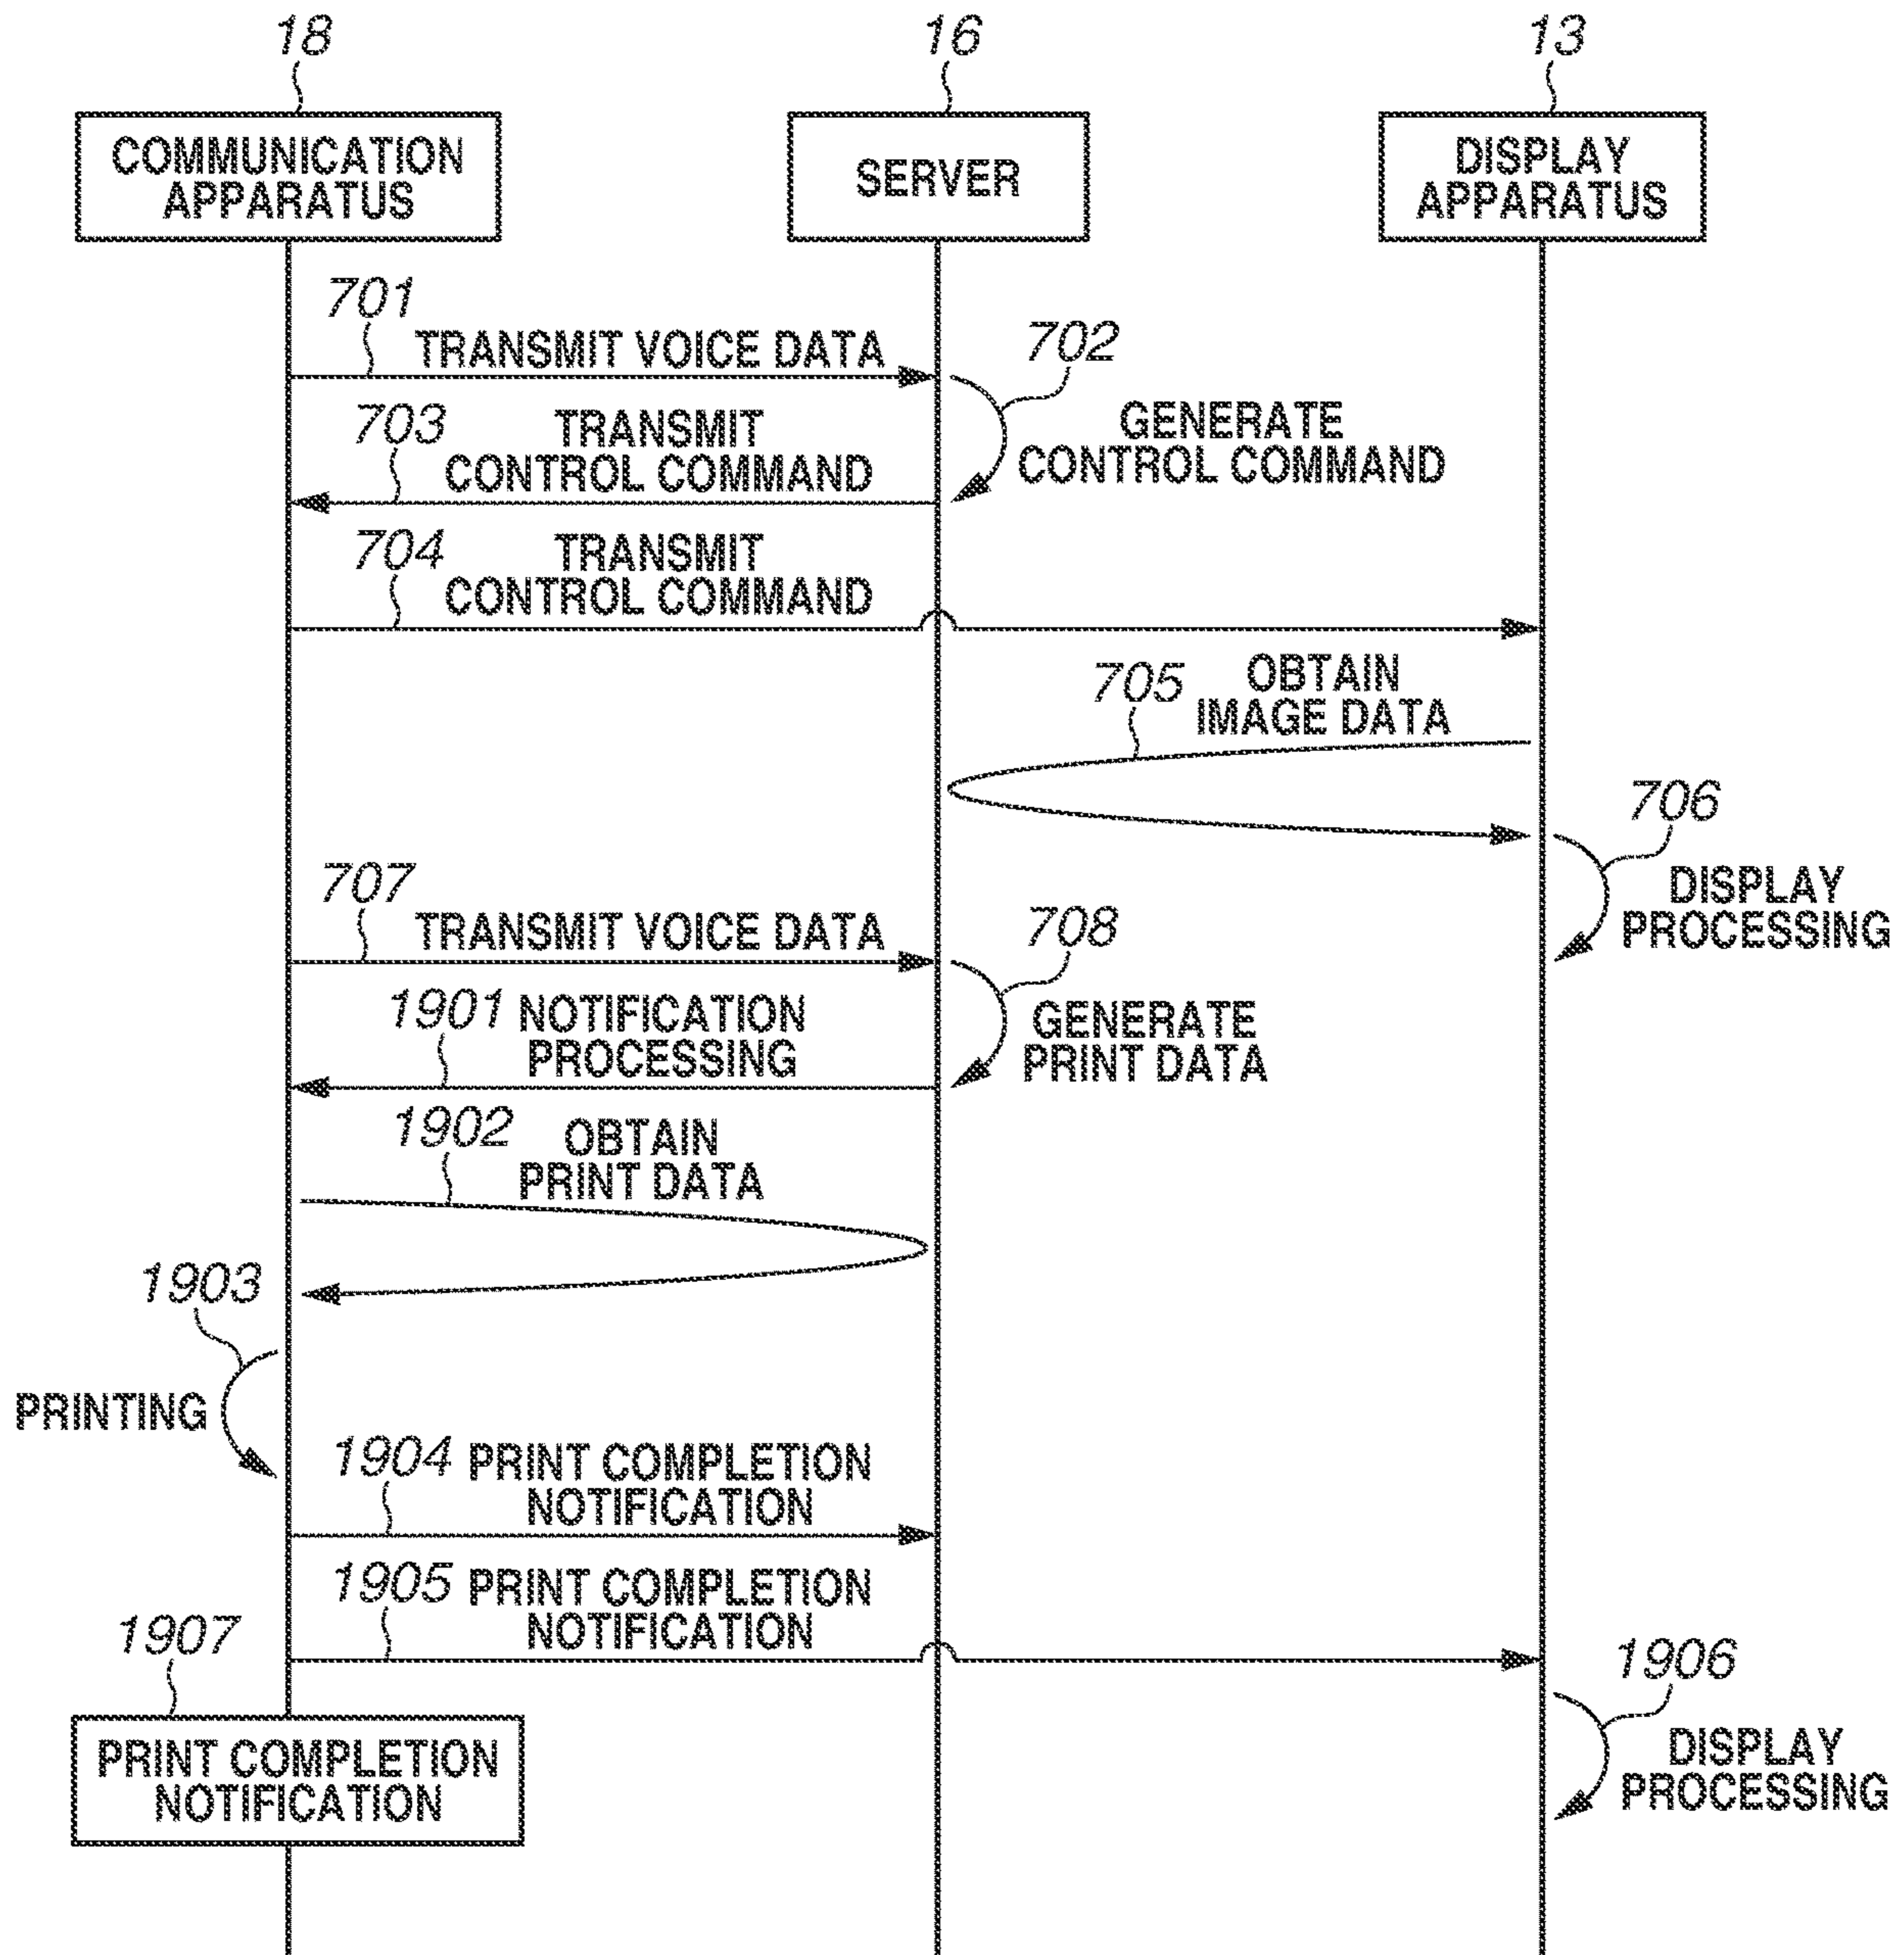 18
16
13
COMMUNICATION
APPARATUS
SERVER
DISPLAY
APPARATUS
701
TRANSMIT VOICE DATA
702
GENERATE
CONTROL COMMAND
703
TRANSMIT
CONTROL COMMAND
704
TRANSMIT
CONTROL COMMAND
705
OBTAIN
IMAGE DATA
706
DISPLAY
PROCESSING
707
TRANSMIT VOICE DATA
708
GENERATE
PRINT DATA
1901
NOTIFICATION
PROCESSING
1902
OBTAIN
PRINT DATA
1903
PRINTING
1904
PRINT COMPLETION
NOTIFICATION
1905
PRINT COMPLETION
NOTIFICATION
1906
DISPLAY
PROCESSING
1907
PRINT COMPLETION
NOTIFICATION